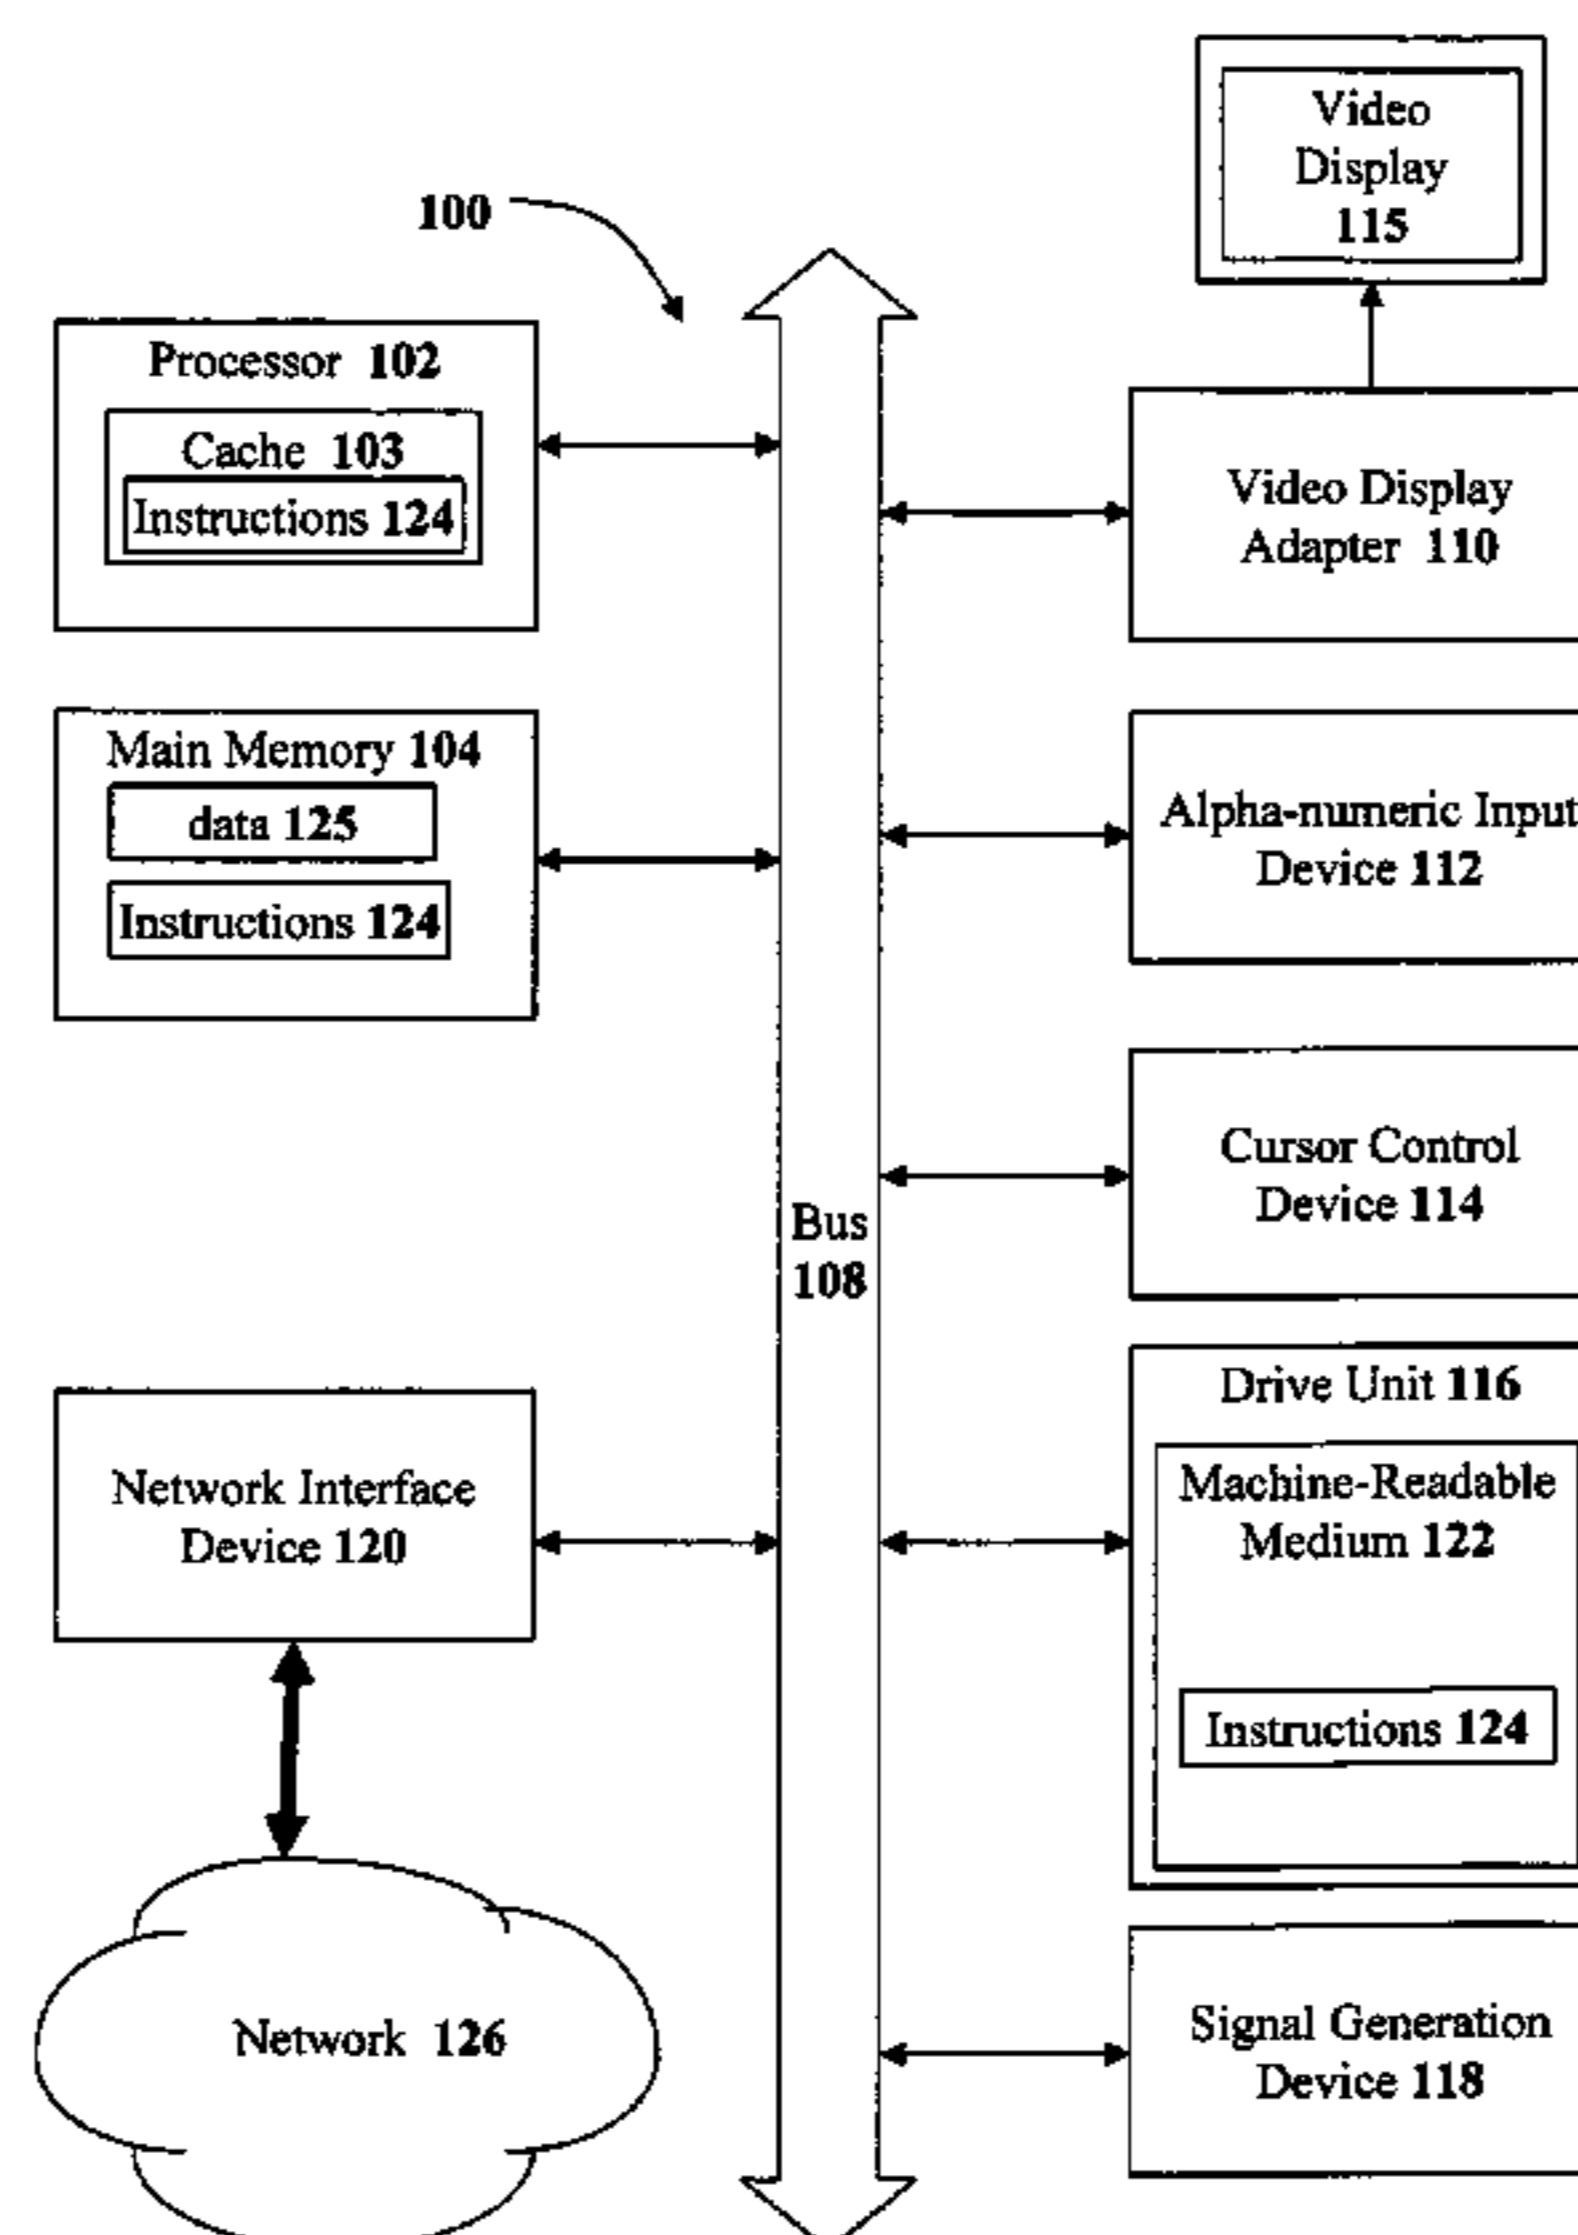 Video
Display
115
100
Processor 102
Cache 103
Instructions 124
Video Display
Adapter 110
Main Memory 104
data 125
Instructions 124
Alpha-numeric Input
Device 112
Cursor Control
Device 114
Bus
108
Drive Unit 116
Machine-Readable
Medium 122
Instructions 124
Network Interface
Device 120
Network 126
Signal Generation
Device 118